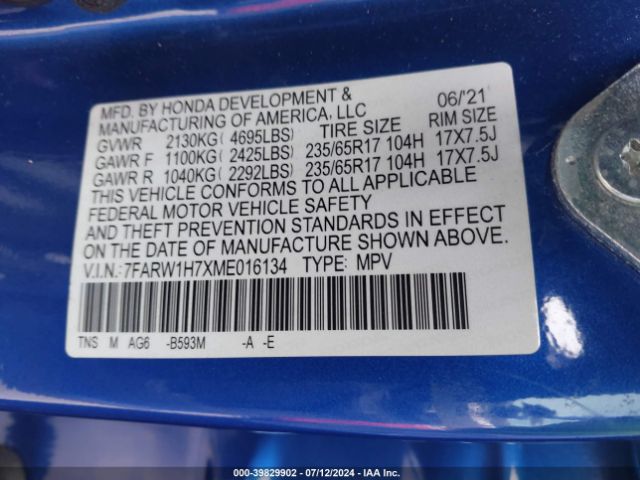 MFD. BY HONDA DEVELOPMENT &
MANUFACTURING OF AMERICA, LLC 06/'21
GVWR 2130KG ( 4695LBS) TIRE SIZE RIM SIZE
GAWR F 1100KG ( 2425LBS) 235/65R17 104H 17X7.5J
GAWR R 1040KG ( 2292LBS) 235/65R17 104H 17X7.5J
THIS VEHICLE CONFORMS TO ALL APPLICABLE
FEDERAL MOTOR VEHICLE SAFETY
AND THEFT PREVENTION STANDARDS IN EFFECT
ON THE DATE OF MANUFACTURE SHOWN ABOVE.
V.I.N.: 7FARW1H7XME016134 TYPE: MPV
TNS M AG6 -B593M -A -E
000-39829902 - 07/12/2024 - IAA Inc.